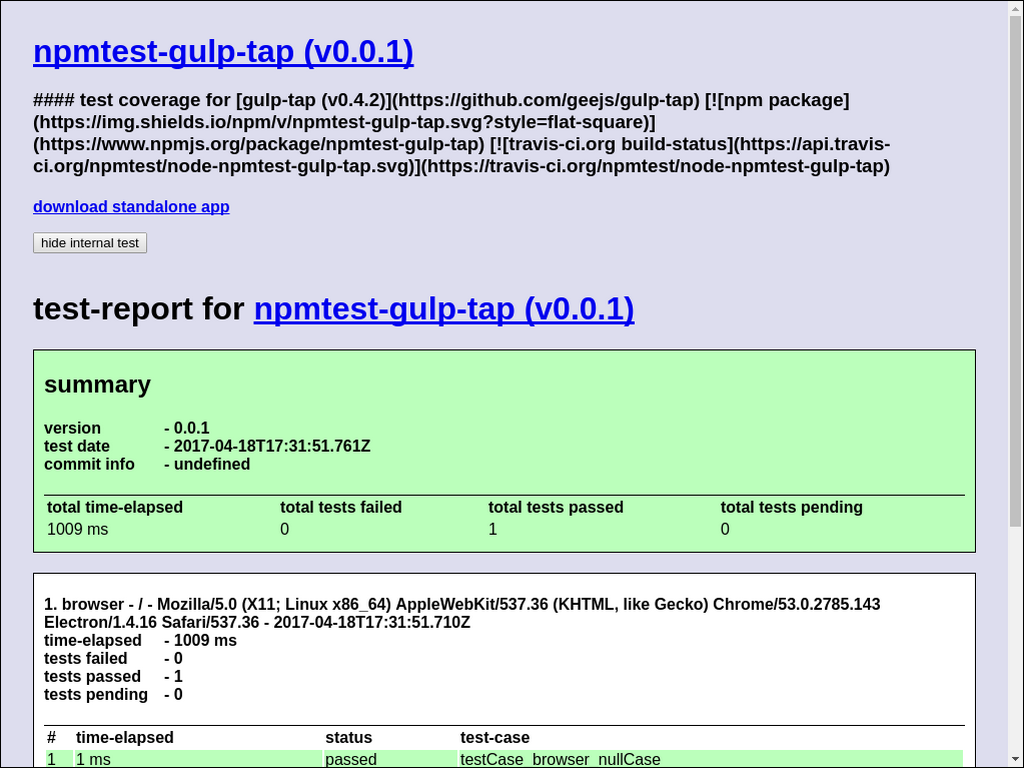 npmtest-gulp-tap (v0.0.1)
#### test coverage for [gulp-tap (v0.4.2)](https://github.com/geejs/gulp-tap) [![npm package]
(https://img.shields.io/npm/v/npmtest-gulp-tap.svg?style=flat-square)]
(https://www.npmjs.org/package/npmtest-gulp-tap) [![travis-ci.org build-status](https://api.travis-
ci.org/npmtest/node-npmtest-gulp-tap.svg)](https://travis-ci.org/npmtest/node-npmtest-gulp-tap)
download standalone app
hide internal test
test-report for npmtest-gulp-tap (v0.0.1)
summary
version - 0.0.1
test date - 2017-04-18T17:31:51.761Z
commit info - undefined
total time-elapsed total tests failed total tests passed total tests pending
1009 ms 0 1 0
1. browser - / - Mozilla/5.0 (X11; Linux x86_64) AppleWebKit/537.36 (KHTML, like Gecko) Chrome/53.0.2785.143
Electron/1.4.16 Safari/537.36 - 2017-04-18T17:31:51.710Z
time-elapsed - 1009 ms
tests failed - 0
tests passed - 1
tests pending - 0
# time-elapsed status test-case
1 1 ms passed testCase_browser_nullCase